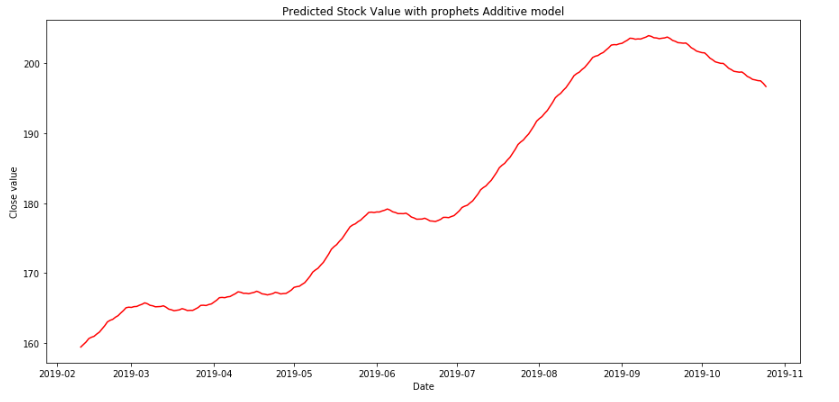 Predicted Stock Value with prophets Additive model
Close value
200
190
180
170
160
2019-02 2019-03 2019-04 2019-05 2019-06 2019-07 2019-08 2019-09 2019-10 2019-11
Date